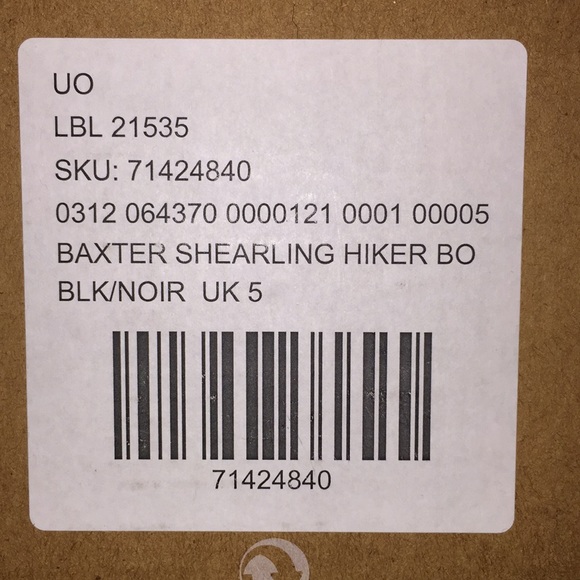 UO
LBL 21535
SKU: 71424840
0312 064370 0000121 0001 00005
BAXTER SHEARLING HIKER BO
BLK/NOIR UK 5
71424840